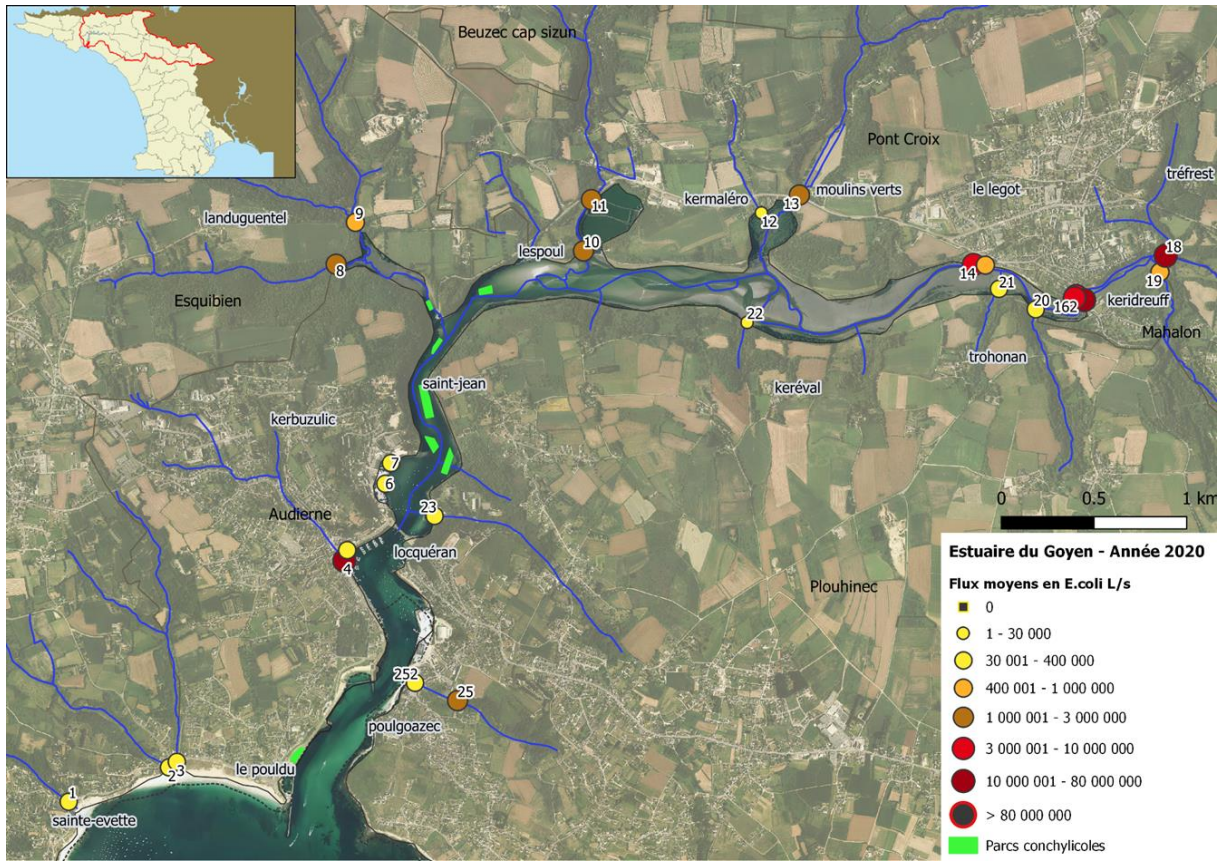 Beuzec cap sizun
Pont Croix
tréfrest
le legot
moulins verts
kermaléro
13
12
11
landuguentel
9
10
lespoul
8
18
14
19
21
Esquibien
20
162
keridreuff
22
Mahalon
trohonan
saint-jean
keréval
kerbuzulic
7
6
0 0.5 1 km
23
Audierne
locquéran
4
Plouhinec
252
25
poulgoazec
le pouldu
3
2
1
sainte-evette
Estuaire du Goyen - Année 2020
Flux moyens en E.coli L/s
0
1 - 30 000
30 001 - 400 000
400 001 - 1 000 000
1 000 001 - 3 000 000
3 000 001 - 10 000 000
10 000 001 - 80 000 000
> 80 000 000
Parcs conchylicoles